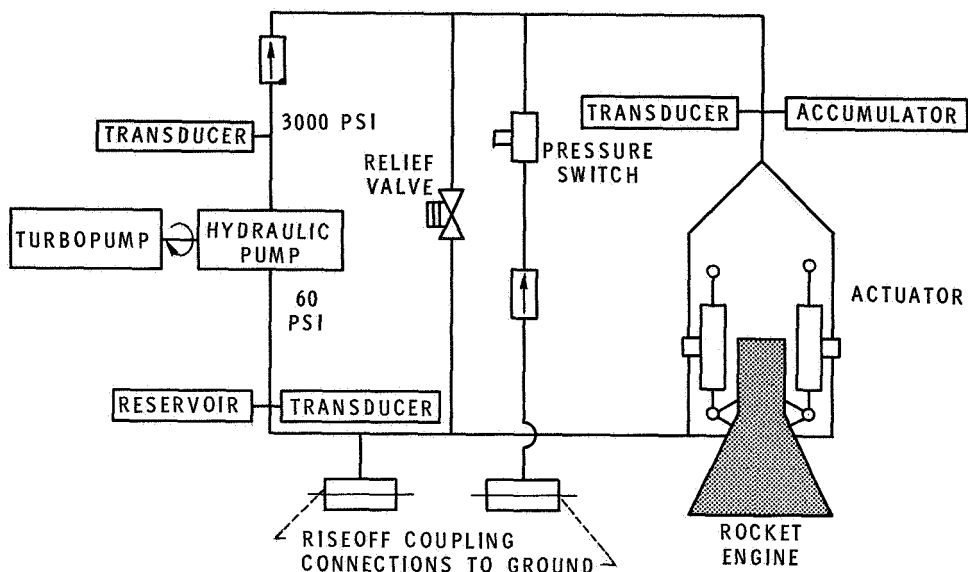 3000 PSI
TRANSDUCER
TRANSDUCER
ACCUMULATOR
PRESSURE
SWITCH
RELIEF
VALVE
TURBOPUMP
HYDRAULIC
PUMP
60
PSI
ACTUATOR
RESERVOIR
TRANSDUCER
RISEOFF COUPLING
CONNECTIONS TO GROUND
ROCKET
ENGINE